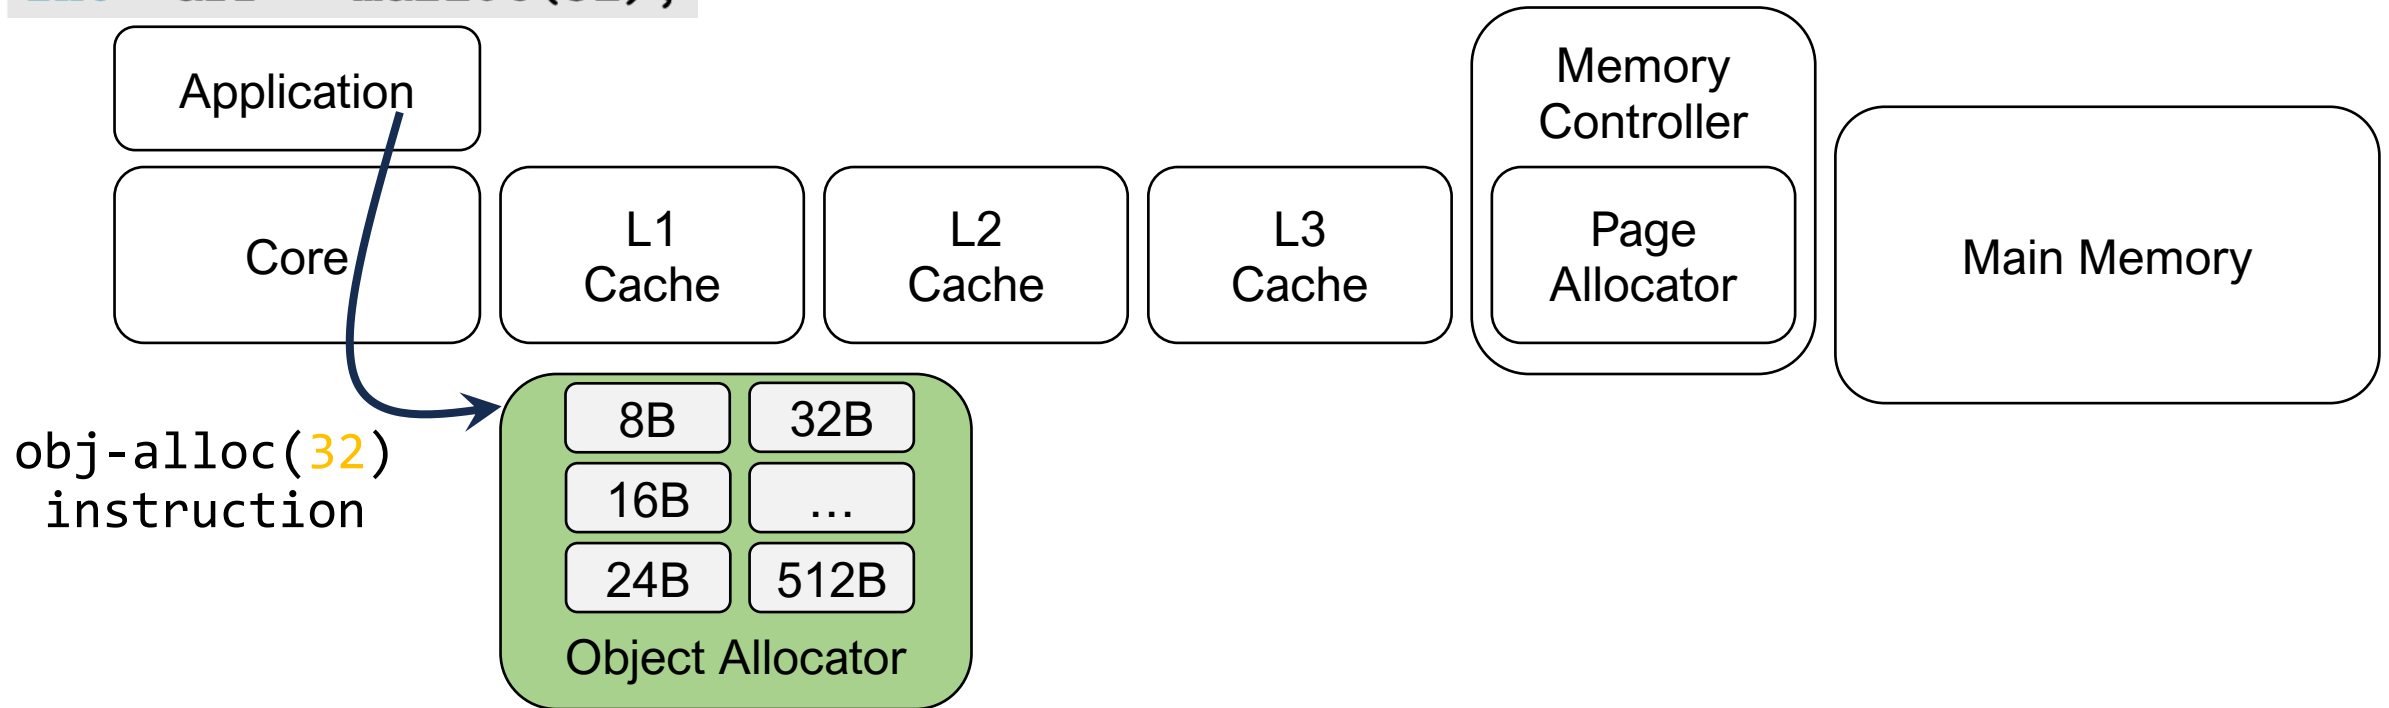 Application
Core
L1
Cache
L2
Cache
L3
Cache
Memory
Controller
Page
Allocator
Main Memory
obj-alloc(32)
instruction
8B
32B
16B
...
24B
512B
Object Allocator